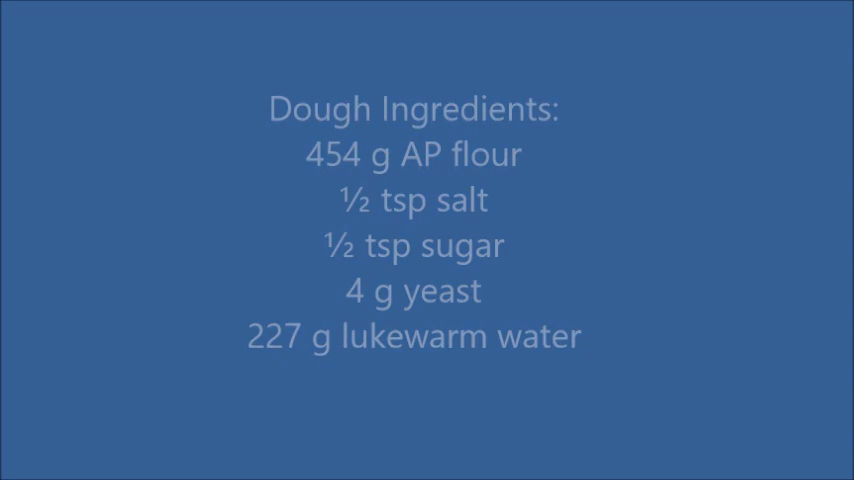 Dough Ingredients:
454 g AP flour
½ tsp salt
½ tsp sugar
4 g yeast
227 g lukewarm water